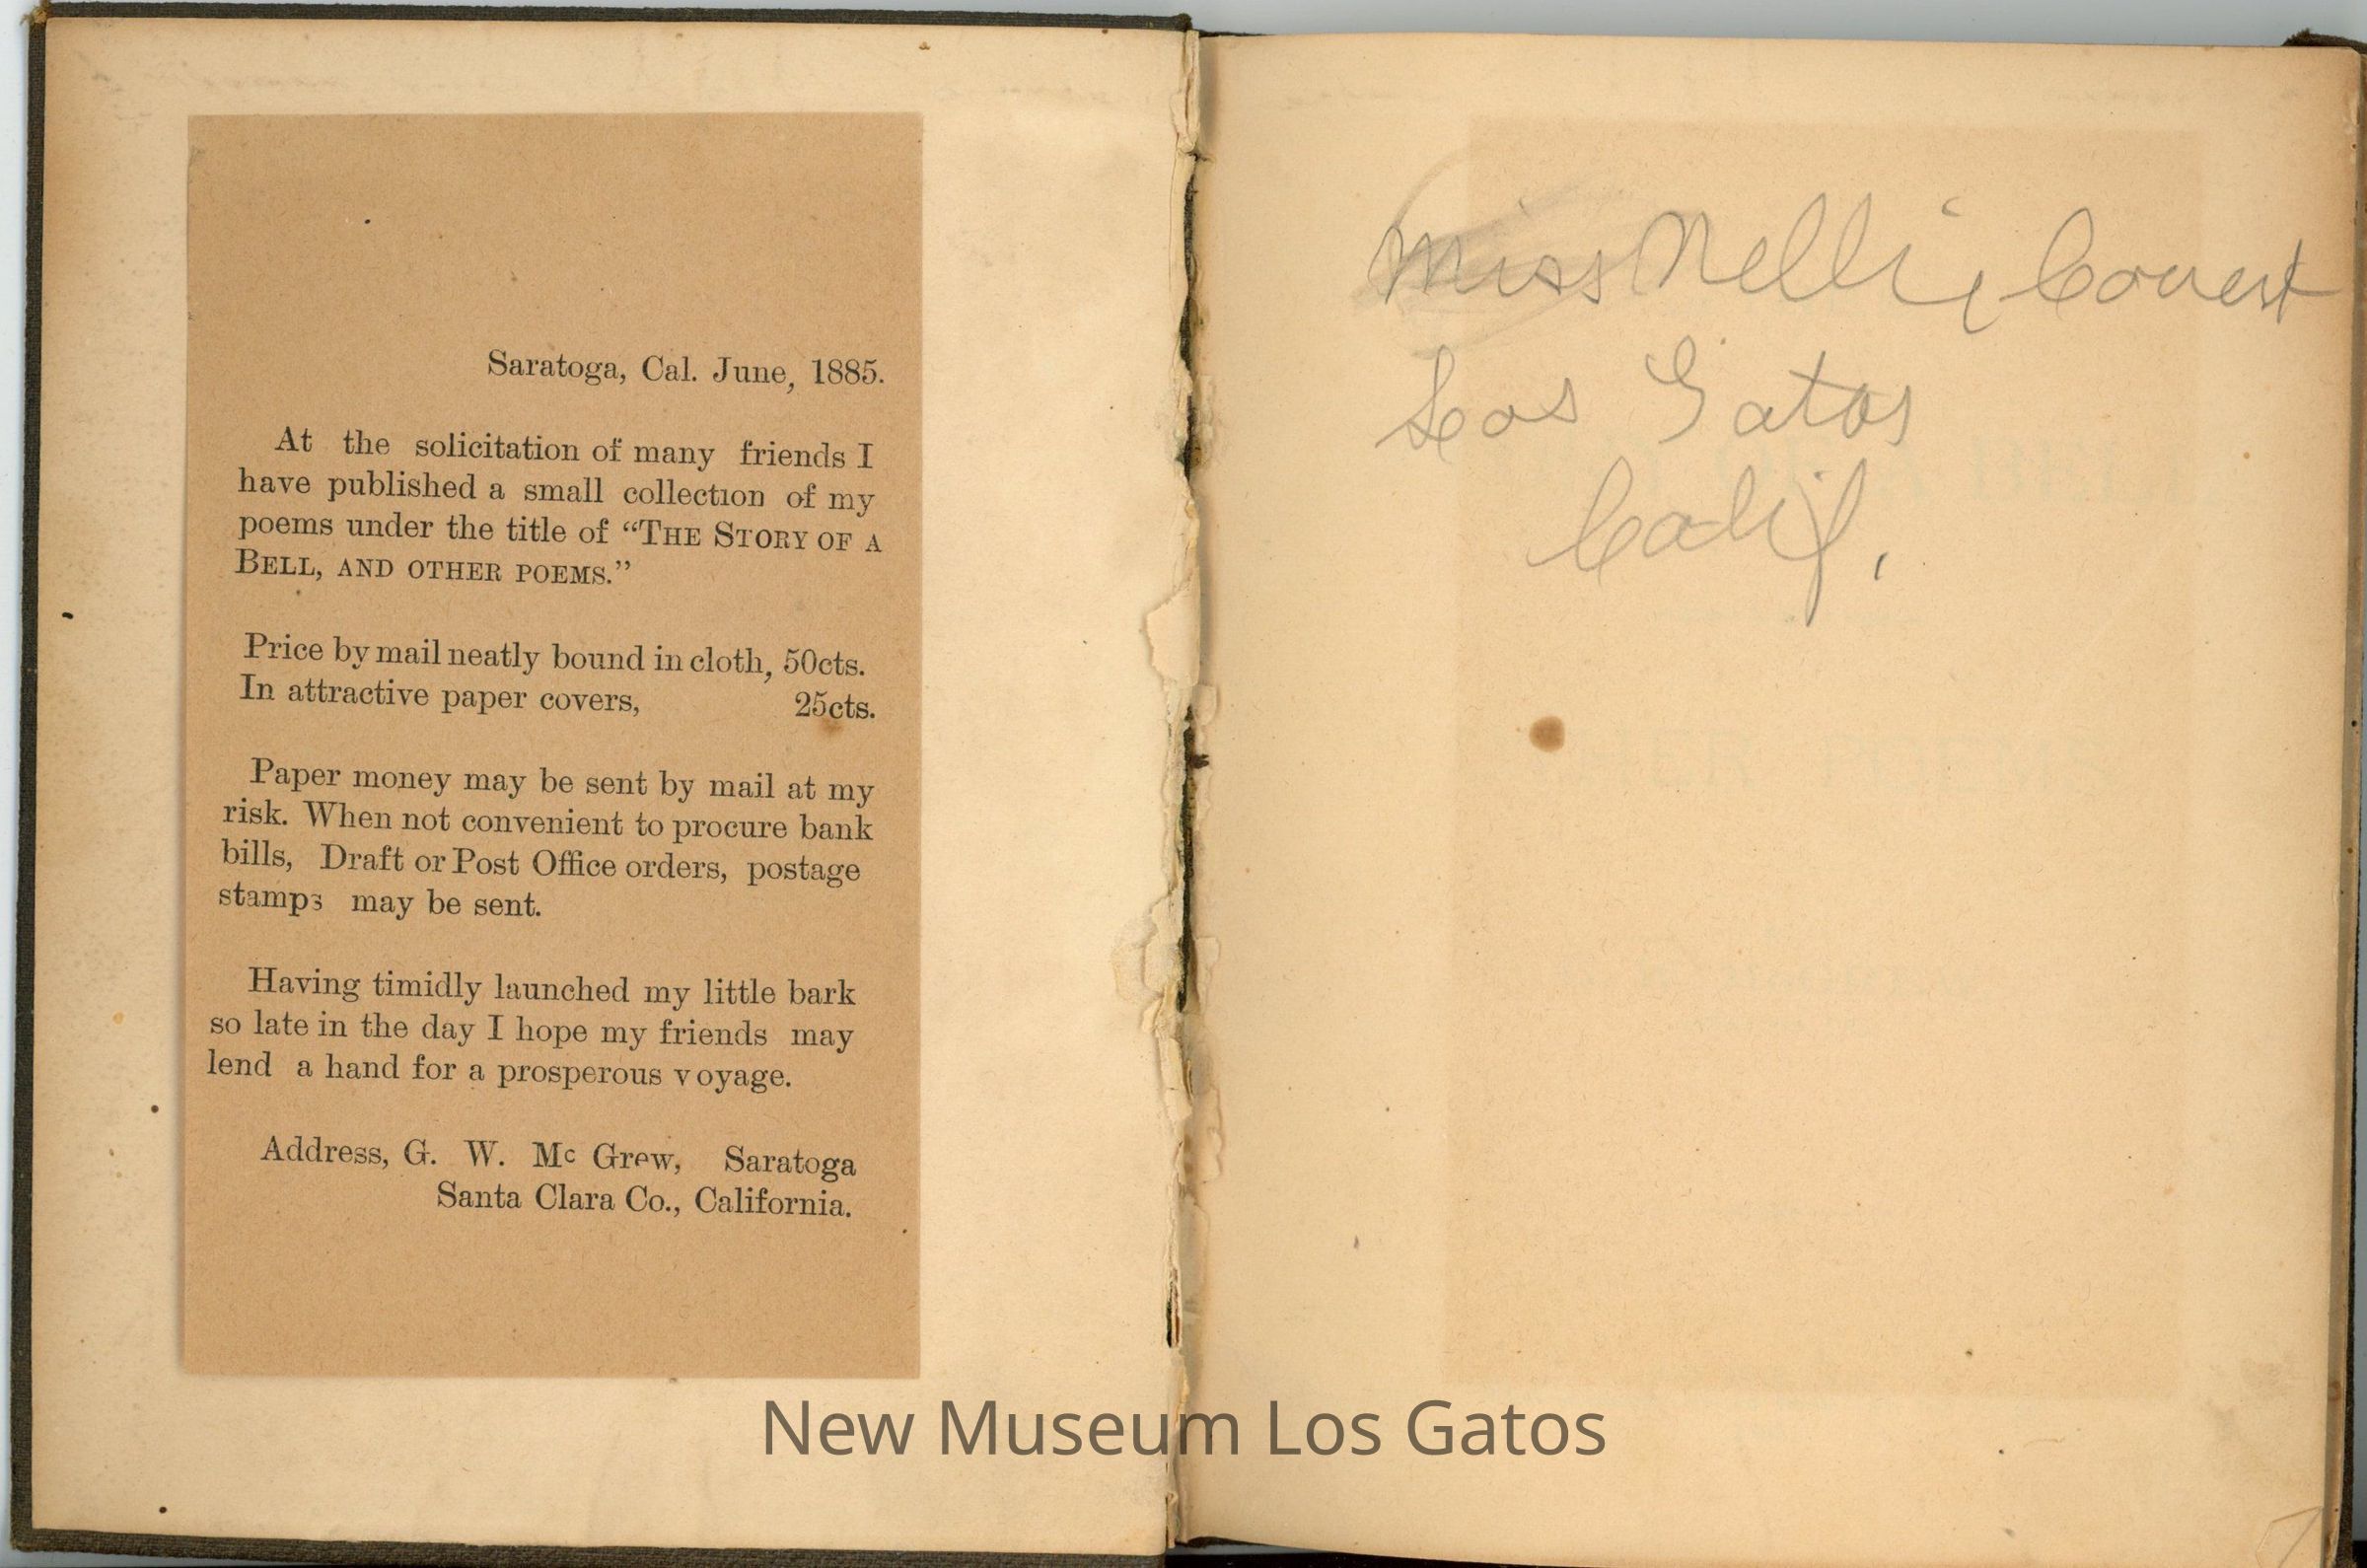 Saratoga, Cal. June, 1885.
At the solicitation of many friends I
have published a small collection of my
poems under the title of “THE STORY OF A
BELL, AND OTHER POEMS.”
Price by mail neatly bound in cloth, 50cts.
In attractive paper covers, 25cts.
Paper money may be sent by mail at my
risk. When not convenient to procure bank
bills, Draft or Post Office orders, postage
stamps may be sent.
Having timidly launched my little bark
so late in the day I hope my friends may
lend a hand for a prosperous voyage.
Address, G. W. Mc Grew, Saratoga
Santa Clara Co., California.
Miss Nellie
Los Gatos
Calif.
New Museum Los Gatos